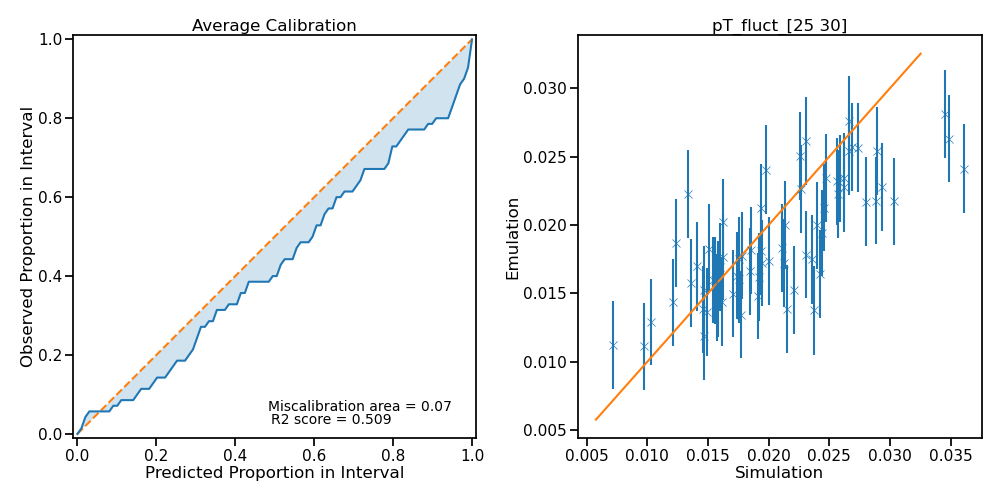 Average Calibration
1.0
0.8
0.6
0.4
0.2
0.0
Observed Proportion in Interval
Miscalibration area = 0.07
R2 score = 0.509
0.0 0.2 0.4 0.6 0.8 1.0
Predicted Proportion in Interval
pT_fluct_[25 30]
0.030
0.025
0.020
0.015
0.010
0.005
Emulation
0.005 0.010 0.015 0.020 0.025 0.030 0.035
Simulation